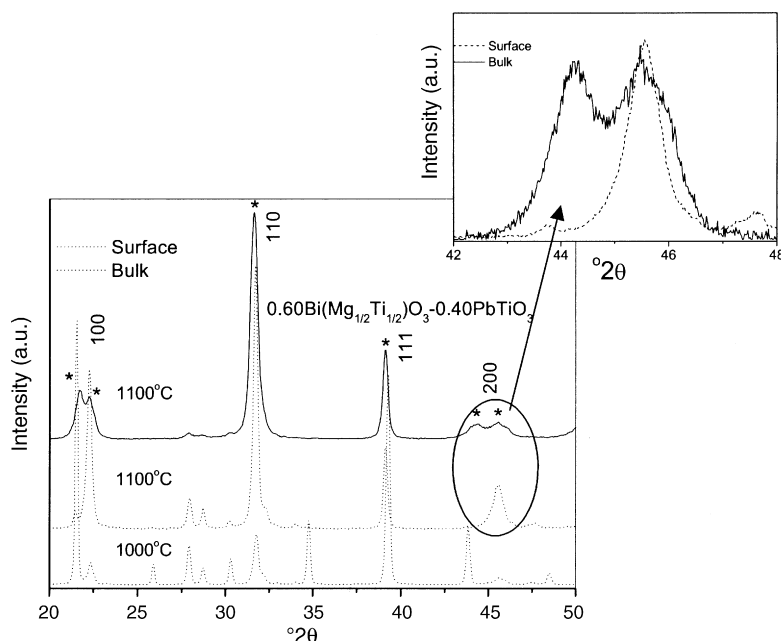 Intensity (a.u.)
Surface
Bulk
42 44 46 48
°2θ
Intensity (a.u.)
Surface
Bulk
* 110
0.60Bi(Mg1/2Ti1/2)O3-0.40PbTiO3
* 100 *
* 111
200
* *
1100°C
1100°C
1000°C
20 25 30 35 40 45 50
°2θ